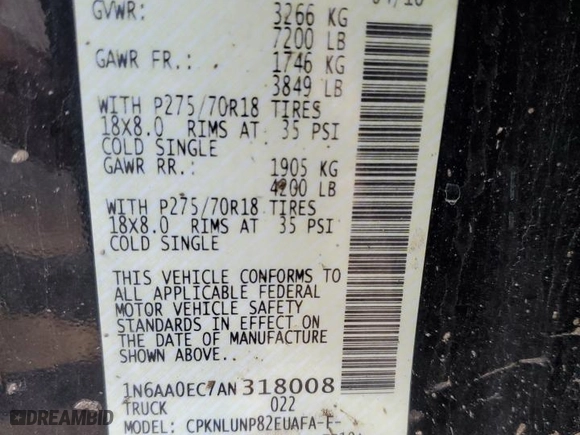 GVWR: 3266 KG
7200 LB
GAWR FR.: 1746 KG
3849 LB
WITH P275/70R18 TIRES
18X8.0 RIMS AT 35 PSI
COLD SINGLE
GAWR RR.: 1905 KG
4200 LB
WITH P275/70R18 TIRES
18X8.0 RIMS AT 35 PSI
COLD SINGLE
THIS VEHICLE CONFORMS TO
ALL APPLICABLE FEDERAL
MOTOR VEHICLE SAFETY
STANDARDS IN EFFECT ON
THE DATE OF MANUFACTURE
SHOWN ABOVE.
1N6AA0EC7AN318008
TRUCK 022
MODEL: CPKNLUNP82EUAFA-E-
DREAMBID